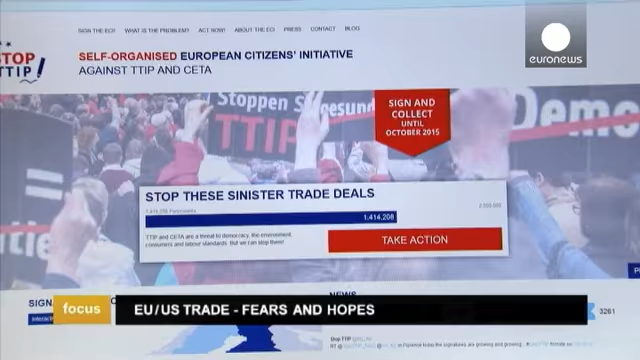 SIGN THE ECI! WHAT IS THE PROBLEM? ACT NOW! ABOUT THE ECI PRESS CONTACT BLOG
euronews
STOP
TTIP!
SELF-ORGANISED EUROPEAN CITIZENS' INITIATIVE
AGAINST TTIP AND CETA
Stoppen S
TTIP
Demo
SIGN AND
COLLECT
UNTIL
OCTOBER 2015
STOP THESE SINISTER TRADE DEALS
1,414,208
TTIP and CETA are a threat to democracy, the environment,
consumers and labour standards. But we can stop them!
TAKE ACTION
SIGN
NEWS
3261
focus
EU/US TRADE - FEARS AND HOPES